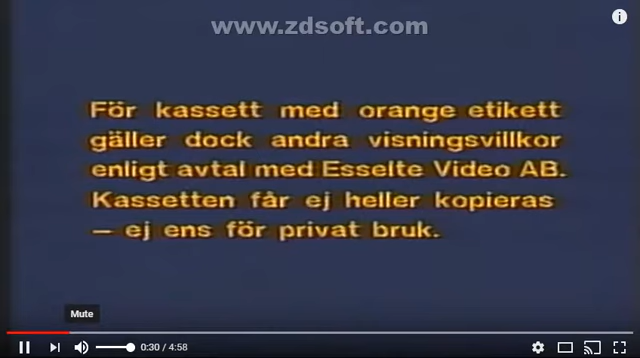 www.zdsoft.com
För kassett med orange etikett
gäller dock andra visningsvillkor
enligt avtal med Esselte Video AB.
Kassetten får ej heller kopieras
— ej ens för privat bruk.
Mute
0:30 / 4:58